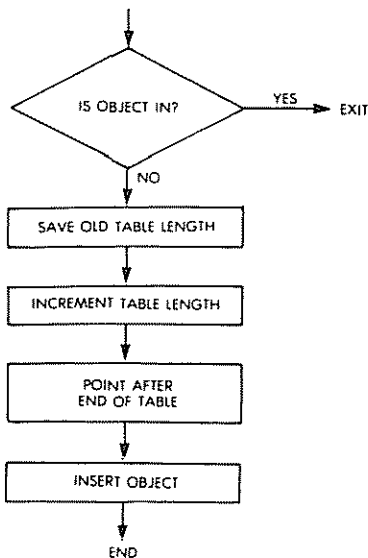 IS OBJECT IN?
YES
EXIT
NO
SAVE OLD TABLE LENGTH
INCREMENT TABLE LENGTH
POINT AFTER
END OF TABLE
INSERT OBJECT
END